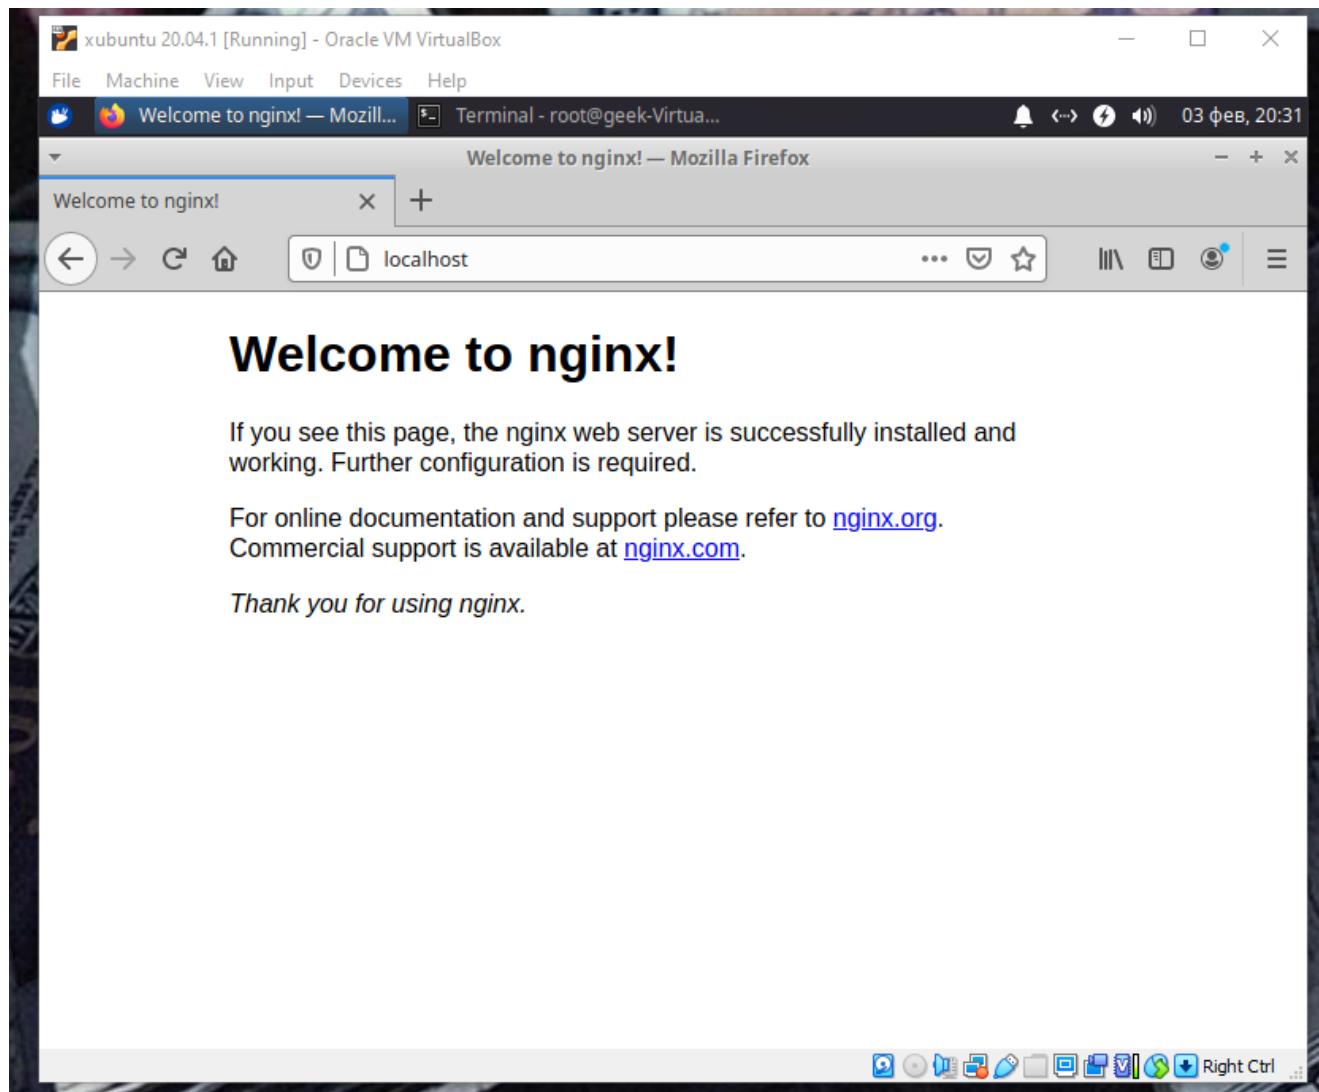 xubuntu 20.04.1 [Running] - Oracle VM VirtualBox
File Machine View Input Devices Help
Welcome to nginx! — Mozill... Terminal - root@geek-Virtua... 03 фев, 20:31
Welcome to nginx! — Mozilla Firefox
Welcome to nginx!
localhost
Welcome to nginx!
If you see this page, the nginx web server is successfully installed and
working. Further configuration is required.
For online documentation and support please refer to nginx.org.
Commercial support is available at nginx.com.
Thank you for using nginx.
Right Ctrl